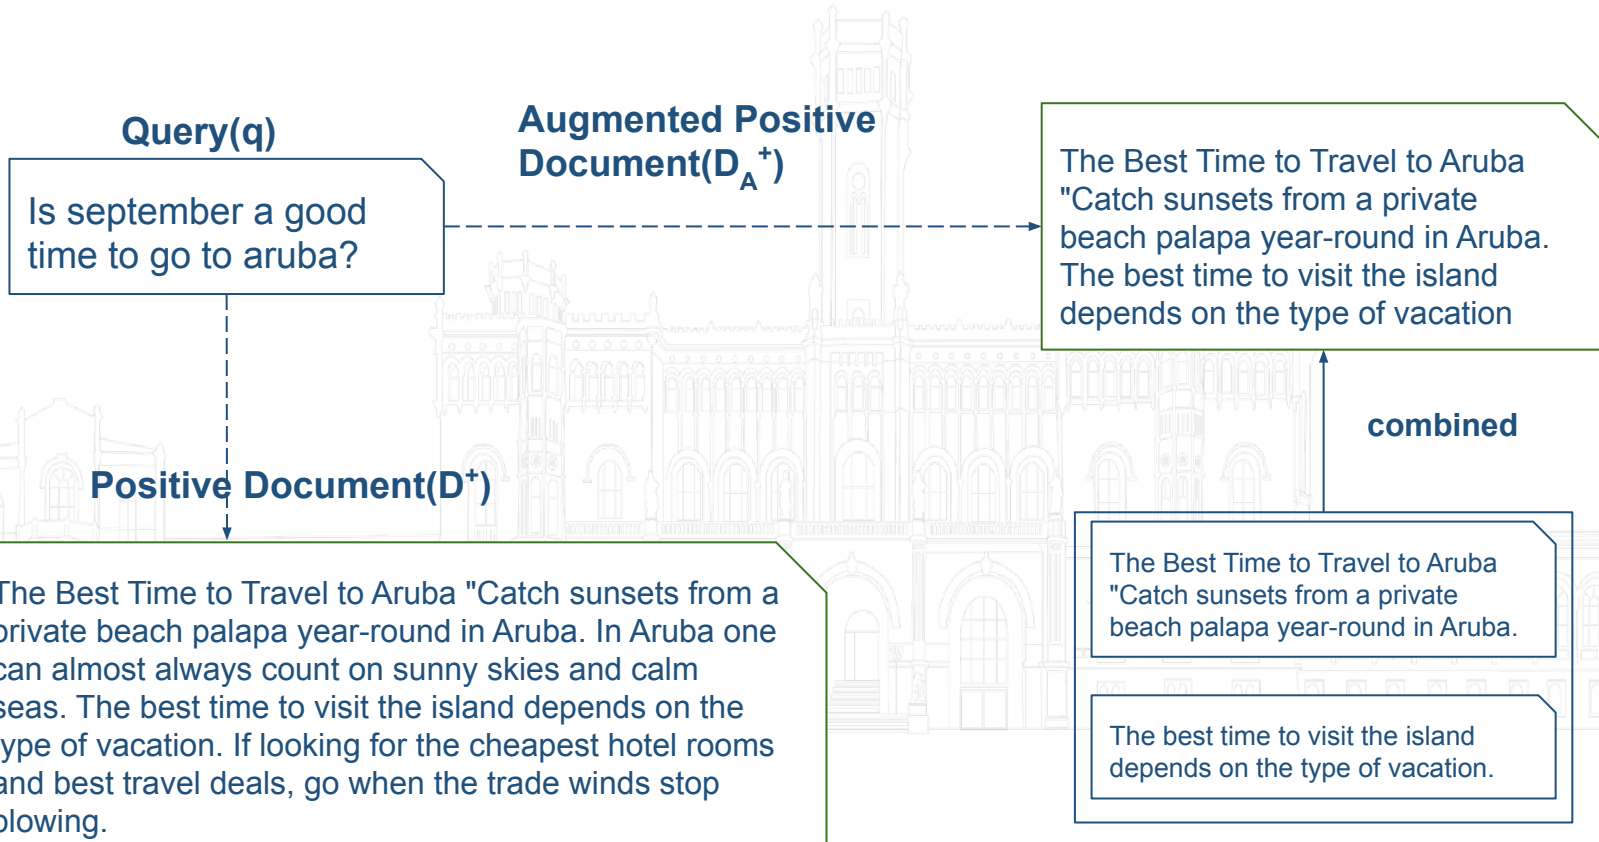 Query(q)
Is september a good
time to go to aruba?
Augmented Positive
Document(D_A^+)
The Best Time to Travel to Aruba
"Catch sunsets from a private
beach palapa year-round in Aruba.
The best time to visit the island
depends on the type of vacation
combined
Positive Document(D^+)
The Best Time to Travel to Aruba "Catch sunsets from a
private beach palapa year-round in Aruba. In Aruba one
can almost always count on sunny skies and calm
seas. The best time to visit the island depends on the
type of vacation. If looking for the cheapest hotel rooms
and best travel deals, go when the trade winds stop
blowing.
The Best Time to Travel to Aruba
"Catch sunsets from a private
beach palapa year-round in Aruba.
The best time to visit the island
depends on the type of vacation.